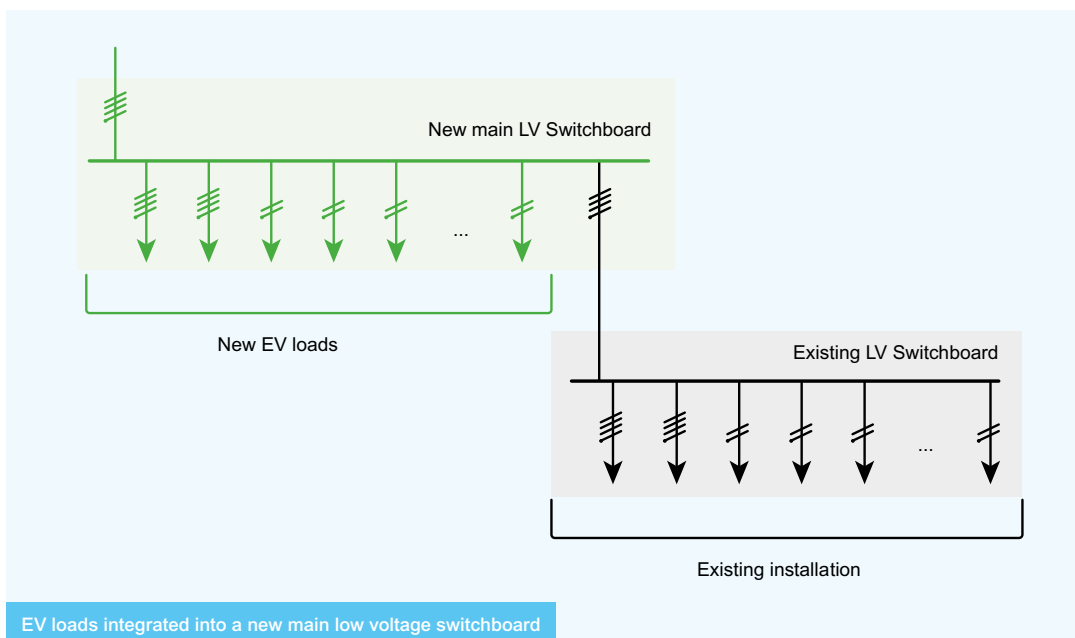 New main LV Switchboard
...
New EV loads
Existing LV Switchboard
...
Existing installation
EV loads integrated into a new main low voltage switchboard